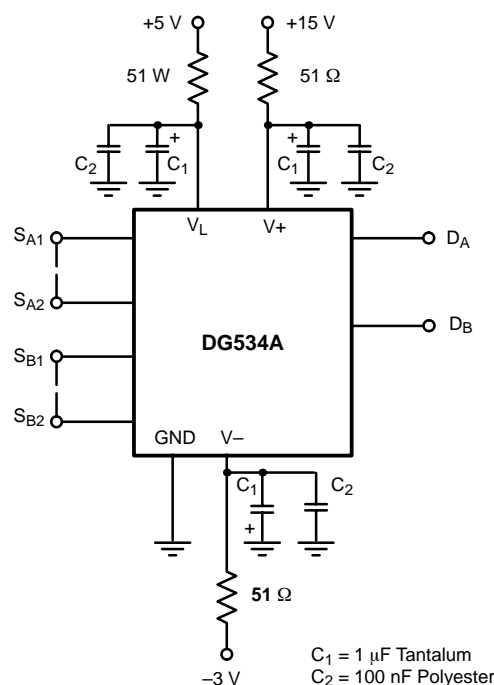 +5 V
+15 V
51 W
51 Ω
+
+
C2
C1
C1
C2
VL
V+
SA1
DA
SA2
DG534A
DB
SB1
SB2
GND
V–
C1
C2
+
51 Ω
–3 V
C1 = 1 μF Tantalum
C2 = 100 nF Polyester